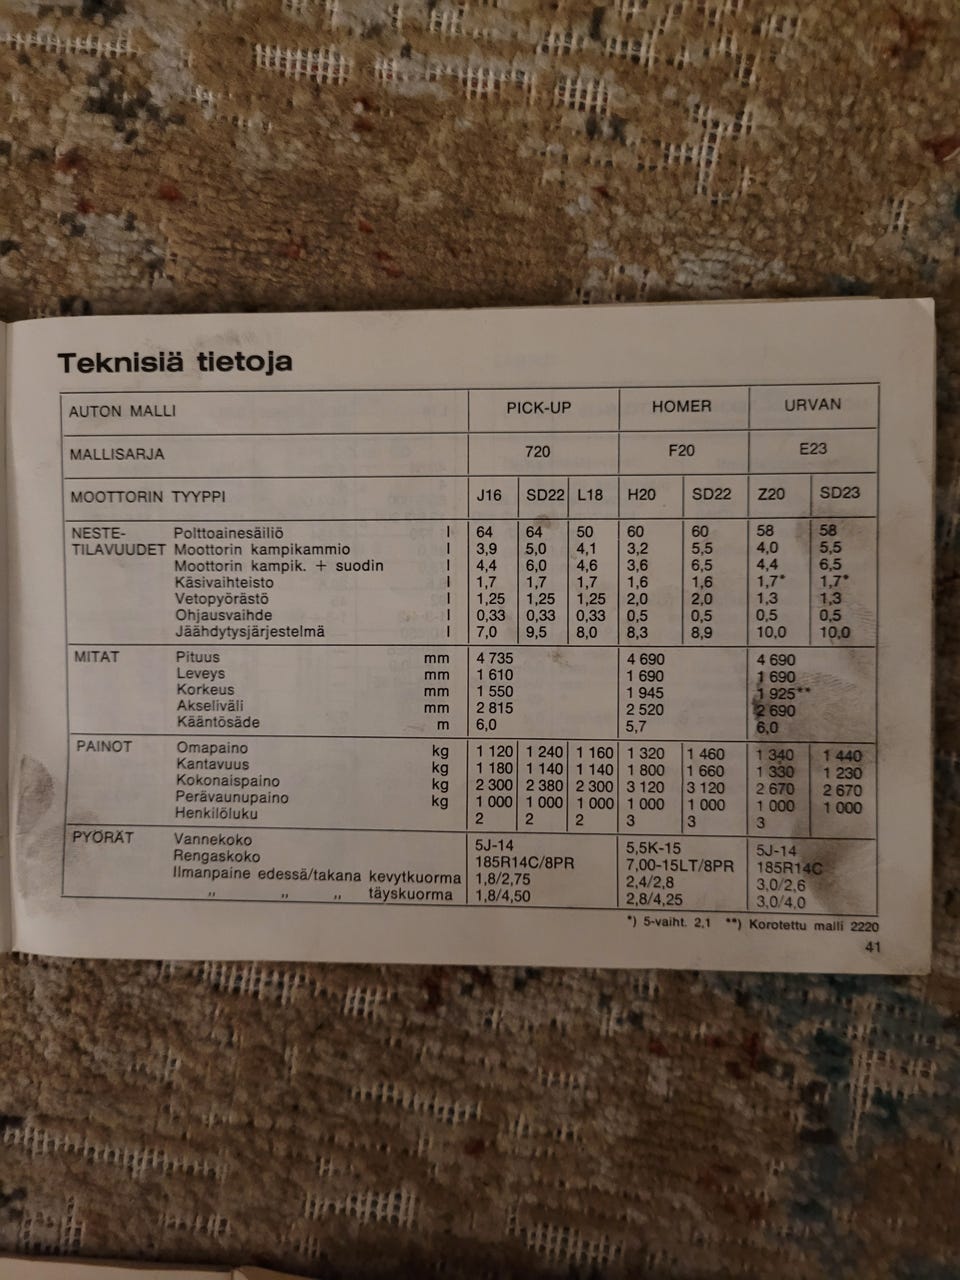 Teknisiä tietoja
AUTON MALLI PICK-UP HOMER URVAN
MALLISARJA 720 F20 E23
MOOTTORIN TYYPPI J16 SD22 L18 H20 SD22 Z20 SD23
NESTE- Polttoainesäiliö l 64 64 50 60 60 58 58
TILAVUUDET Moottorin kampikammio l 3,9 5,0 4,1 3,2 5,5 4,0 5,5
Moottorin kampik. + suodin l 4,4 6,0 4,6 3,6 6,5 4,4 6,5
Käsivaihteisto l 1,7 1,7 1,7 1,6 1,6 1,7* 1,7*
Vetopyörästö l 1,25 1,25 1,25 2,0 2,0 1,3 1,3
Ohjausvaihde l 0,33 0,33 0,33 0,5 0,5 0,5 0,5
Jäähdytysjärjestelmä l 7,0 9,5 8,0 8,3 8,9 10,0 10,0
MITAT Pituus mm 4 735 4 690 4 690
Leveys mm 1 610 1 690 1 690
Korkeus mm 1 550 1 945 1 925**
Akseliväli mm 2 815 2 520 2 690
Kääntösäde m 6,0 5,7 6,0
PAINOT Omapaino kg 1 120 1 240 1 160 1 320 1 460 1 340 1 440
Kantavuus kg 1 180 1 140 1 140 1 800 1 660 1 330 1 230
Kokonaispaino kg 2 300 2 380 2 300 3 120 3 120 2 670 2 670
Perävaunupaino kg 1 000 1 000 1 000 1 000 1 000 1 000 1 000
Henkilöluku 2 2 2 3 3 3
PYÖRÄT Vannekoko 5J-14 5,5K-15 5J-14
Rengaskoko 185R14C/8PR 7,00-15LT/8PR 185R14C
Ilmanpaine edessä/takana kevytkuorma 1,8/2,75 2,4/2,8 3,0/2,6
,, ,, ,, täyskuorma 1,8/4,50 2,8/4,25 3,0/4,0
*) 5-vaiht. 2,1 **) Korotettu malli 2220
41